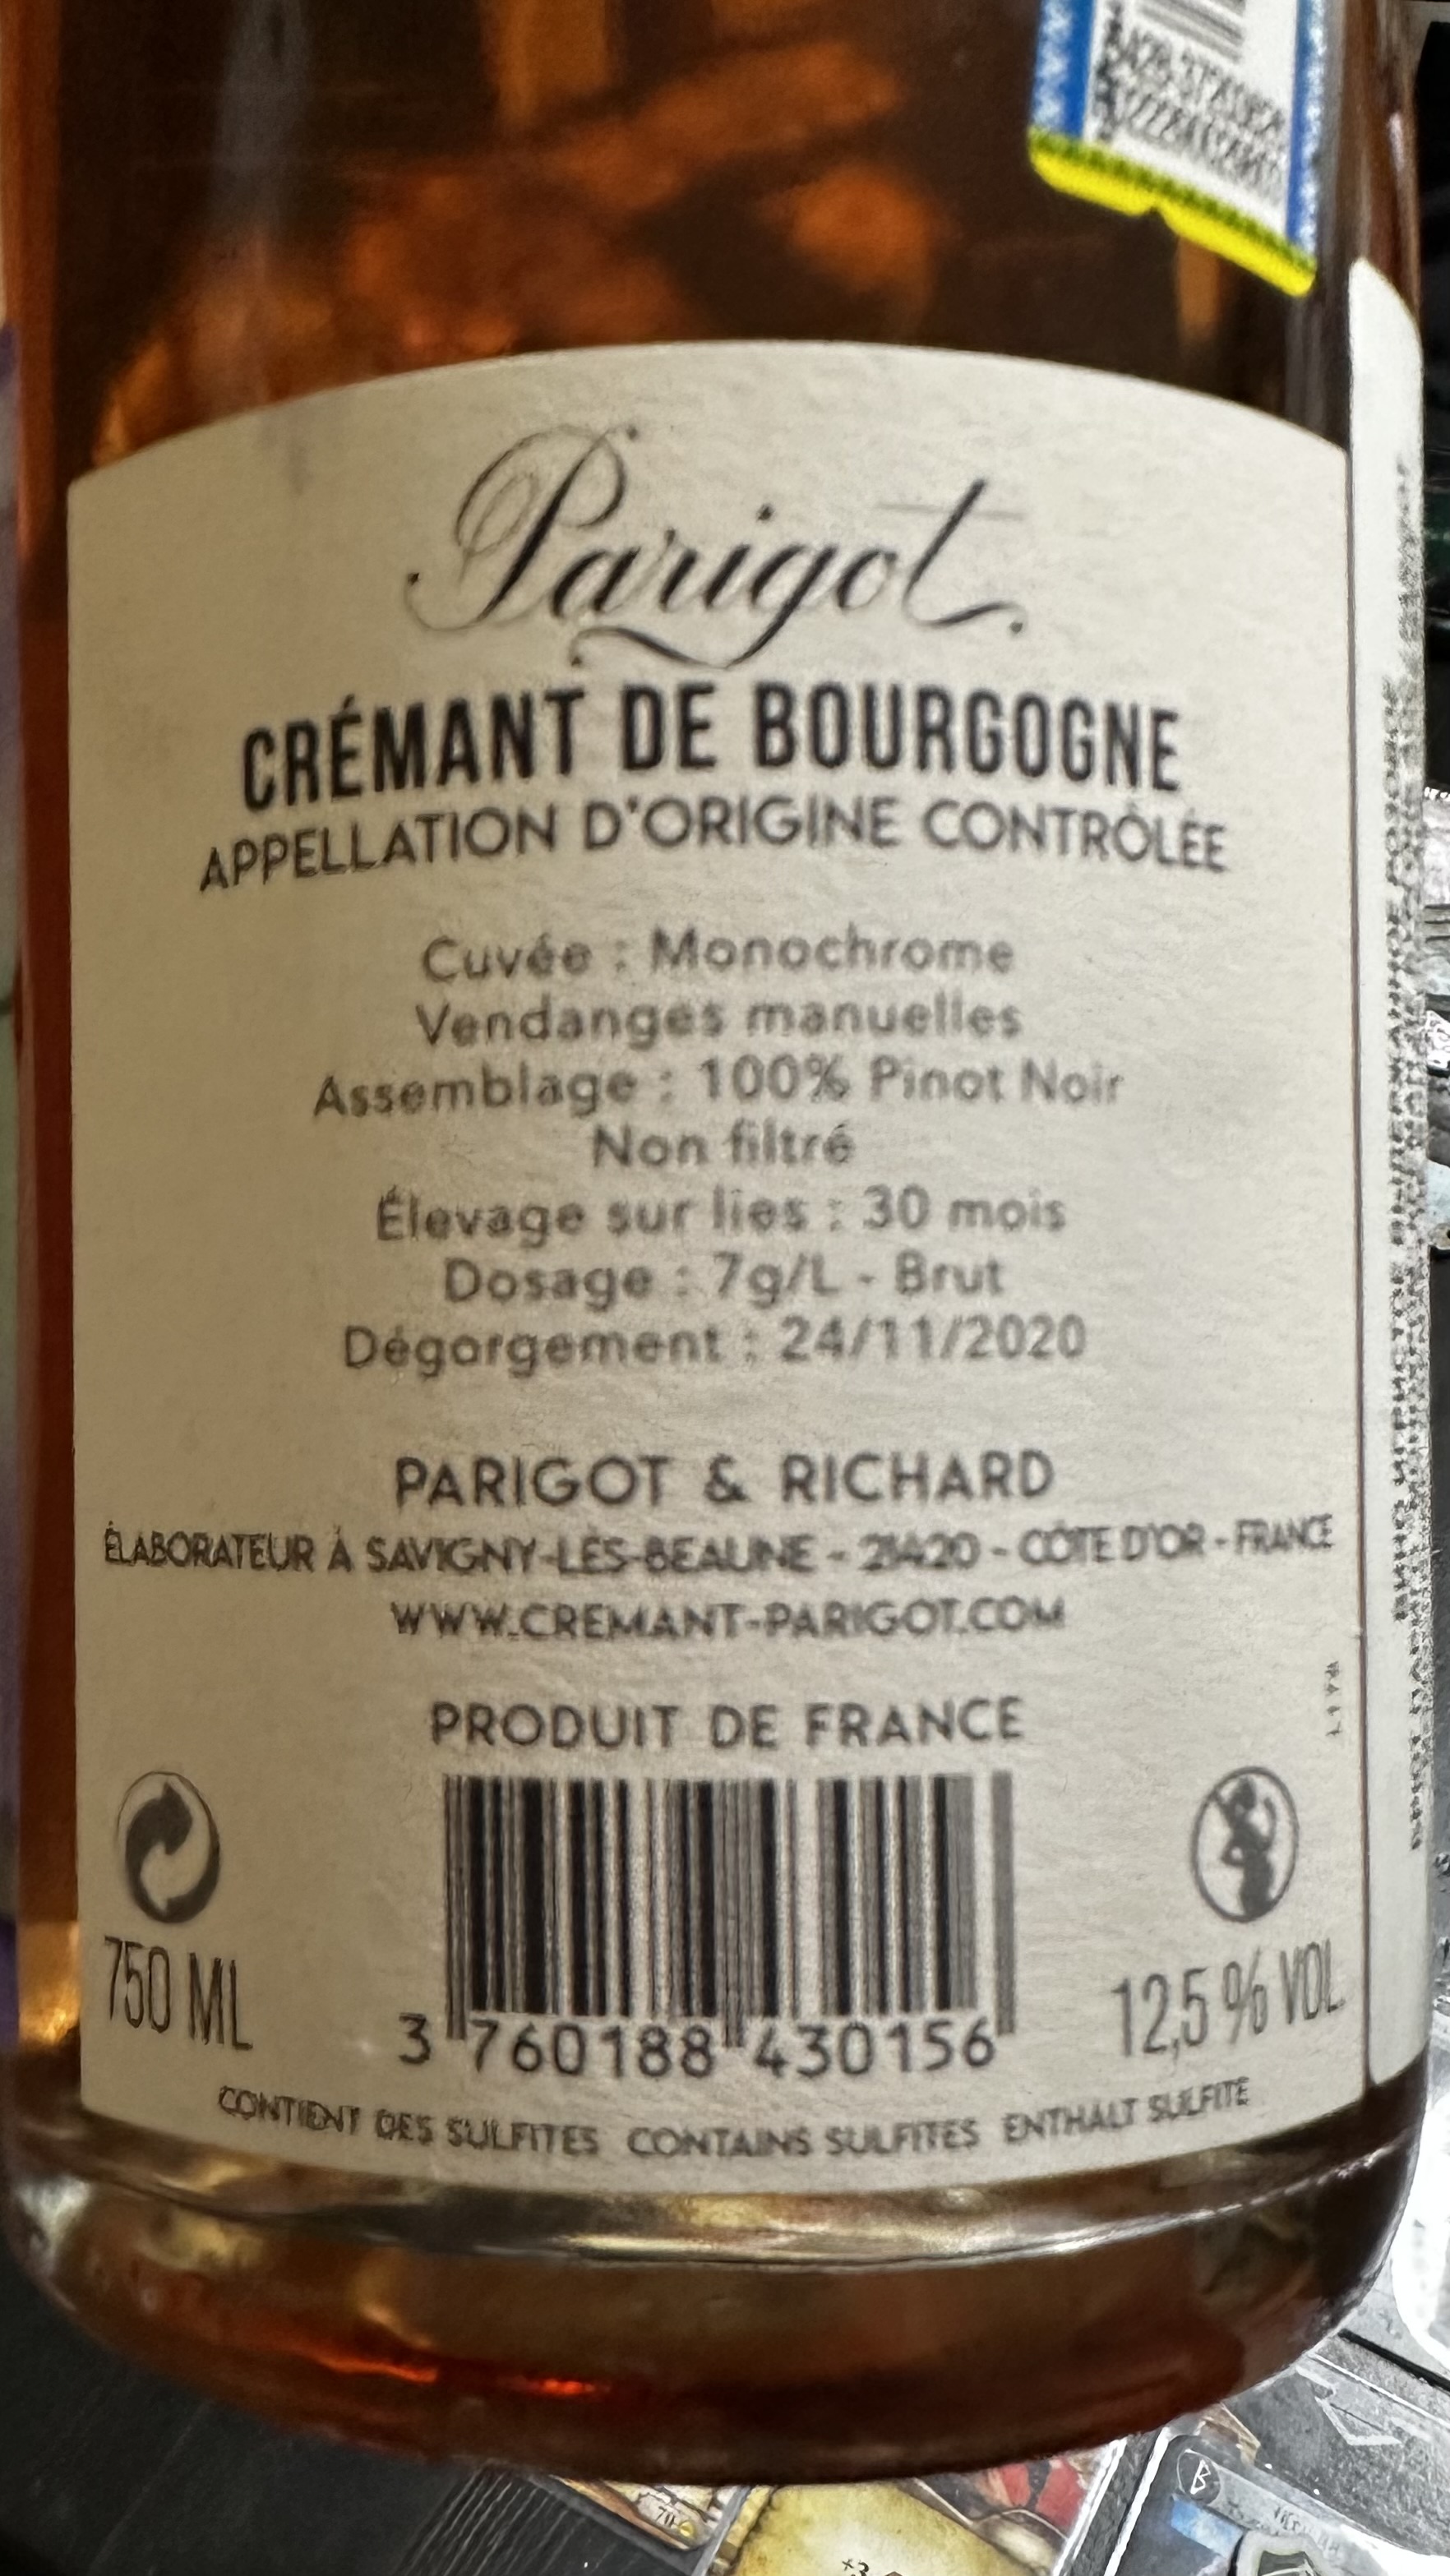 Parigot
CRÉMANT DE BOURGOGNE
APPELLATION D'ORIGINE CONTRÔLÉE
Cuvée : Monochrome
Vendanges manuelles
Assemblage : 100% Pinot Noir
Non filtré
Élevage sur lies : 30 mois
Dosage : 7g/L - Brut
Dégorgement : 24/11/2020
PARIGOT & RICHARD
ÉLABORATEUR À SAVIGNY-LÈS-BEAUNE - 21420 - CÔTE D'OR - FRANCE
WWW.CREMANT-PARIGOT.COM
PRODUIT DE FRANCE
750 ML
3 760188 430156
12,5 % VOL.
CONTIENT DES SULFITES CONTAINS SULFITES ENTHALT SULFITE
70
+3
B